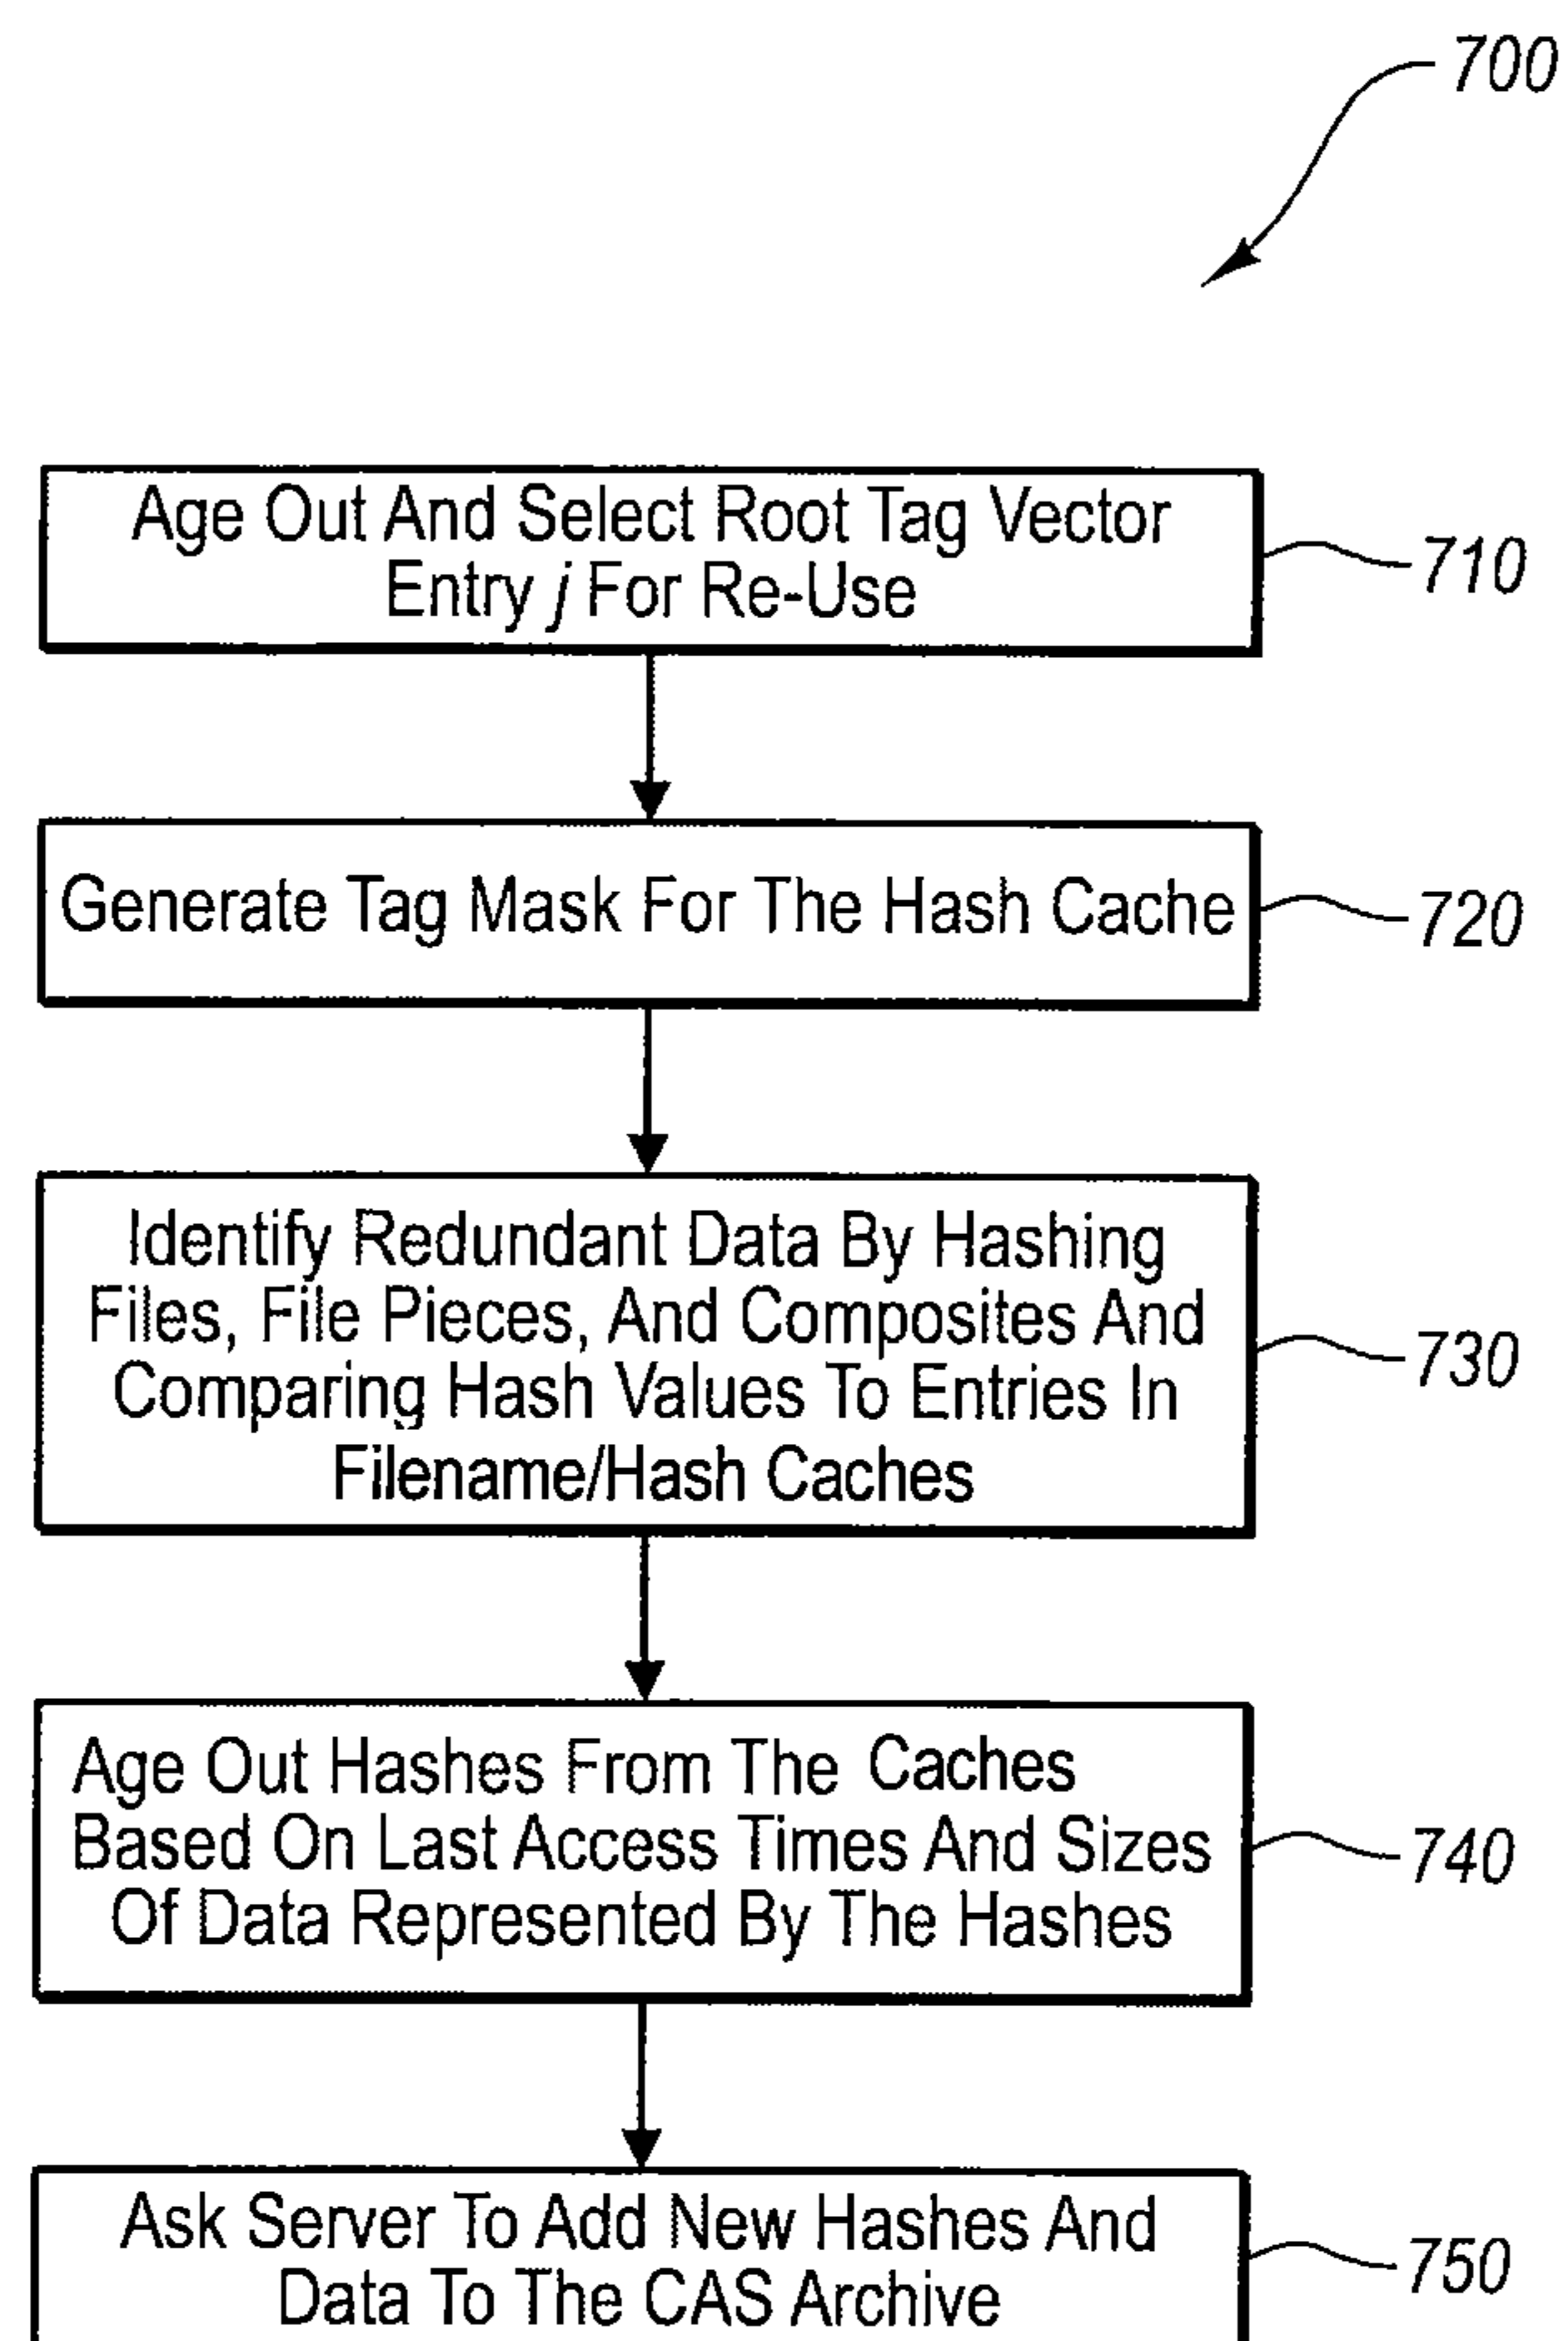 700
Age Out And Select Root Tag Vector
Entry j For Re-Use
710
Generate Tag Mask For The Hash Cache
720
Identify Redundant Data By Hashing
Files, File Pieces, And Composites And
Comparing Hash Values To Entries In
Filename/Hash Caches
730
Age Out Hashes From The Caches
Based On Last Access Times And Sizes
Of Data Represented By The Hashes
740
Ask Server To Add New Hashes And
Data To The CAS Archive
750